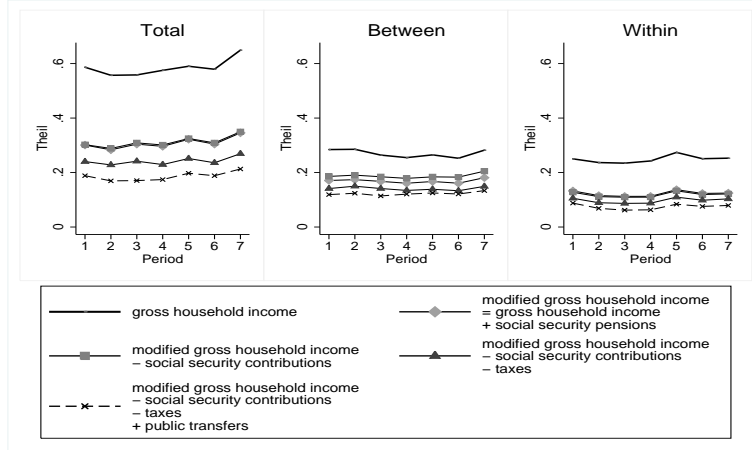 Total
Between
Within
Theil
.6
.4
.2
0
1 2 3 4 5 6 7
Period
Theil
.6
.4
.2
0
1 2 3 4 5 6 7
Period
Theil
.6
.4
.2
0
1 2 3 4 5 6 7
Period
gross household income
modified gross household income
= gross household income
+ social security pensions
modified gross household income
− social security contributions
modified gross household income
− social security contributions
− taxes
modified gross household income
− social security contributions
− taxes
+ public transfers